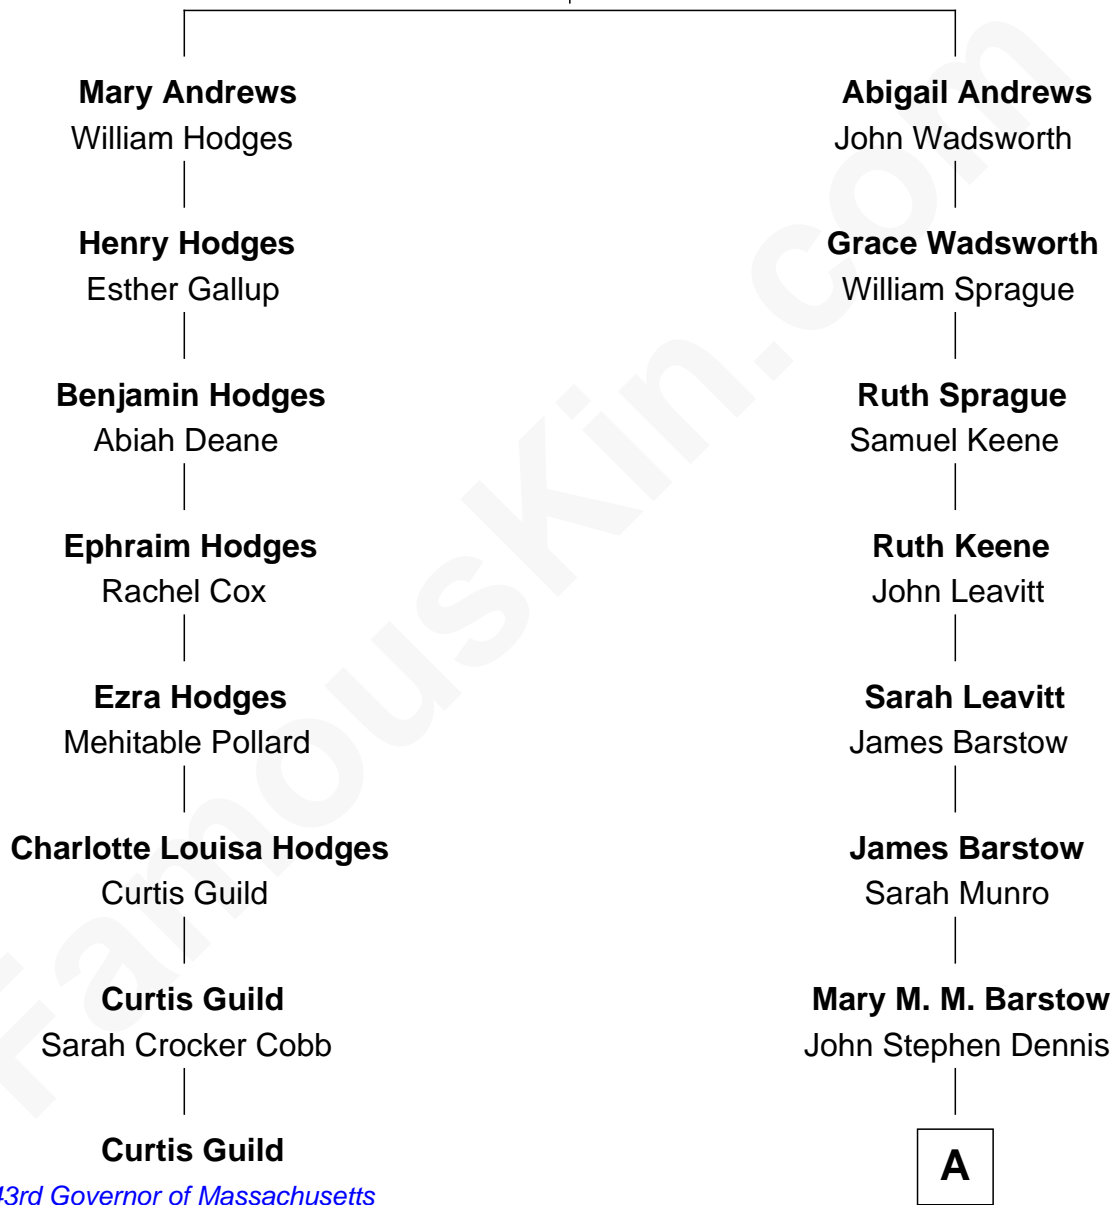 Mary Andrews
William Hodges
Henry Hodges
Esther Gallup
Benjamin Hodges
Abiah Deane
Ephraim Hodges
Rachel Cox
Ezra Hodges
Mehitable Pollard
Charlotte Louisa Hodges
Curtis Guild
Curtis Guild
Sarah Crocker Cobb
Curtis Guild
43rd Governor of Massachusetts
Abigail Andrews
John Wadsworth
Grace Wadsworth
William Sprague
Ruth Sprague
Samuel Keene
Ruth Keene
John Leavitt
Sarah Leavitt
James Barstow
James Barstow
Sarah Munro
Mary M. M. Barstow
John Stephen Dennis
A
FamousKin.com